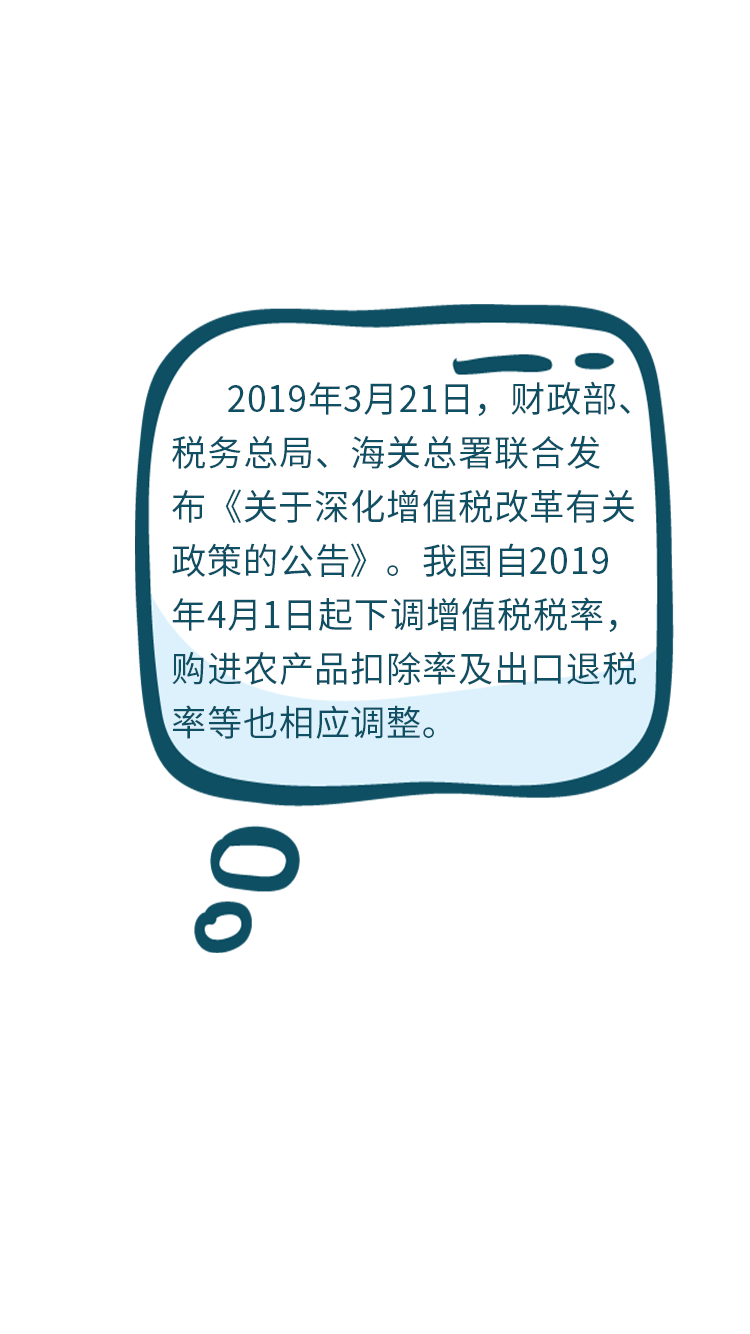 2019年3月21日，财政部、
税务总局、海关总署联合发
布《关于深化增值税改革有关
政策的公告》。我国自2019
年4月1日起下调增值税税率，
购进农产品扣除率及出口退税
率等也相应调整。